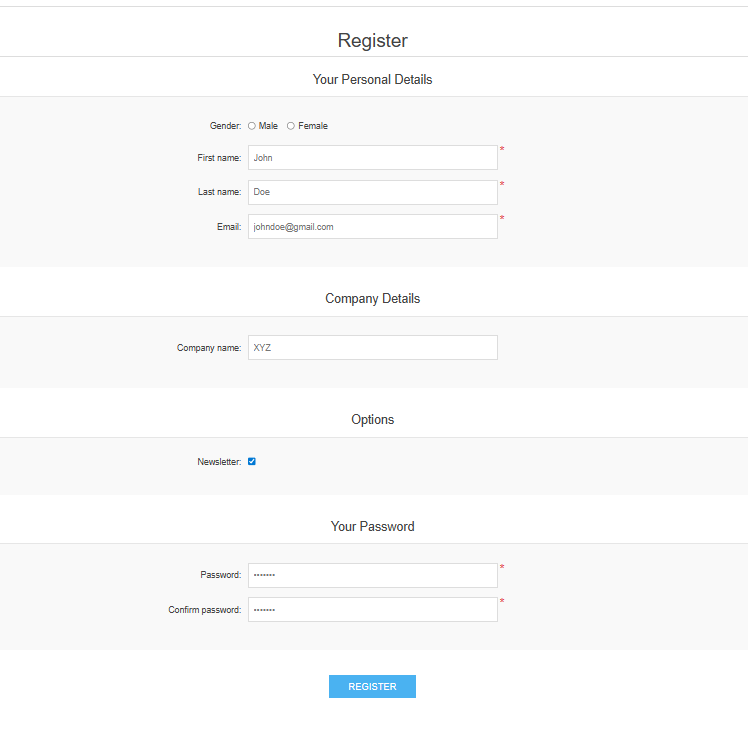 Register
Your Personal Details
Gender: Male Female
First name: John *
Last name: Doe *
Email: johndoe@gmail.com *
Company Details
Company name: XYZ
Options
Newsletter:
Your Password
Password: ••••••• *
Confirm password: ••••••• *
REGISTER